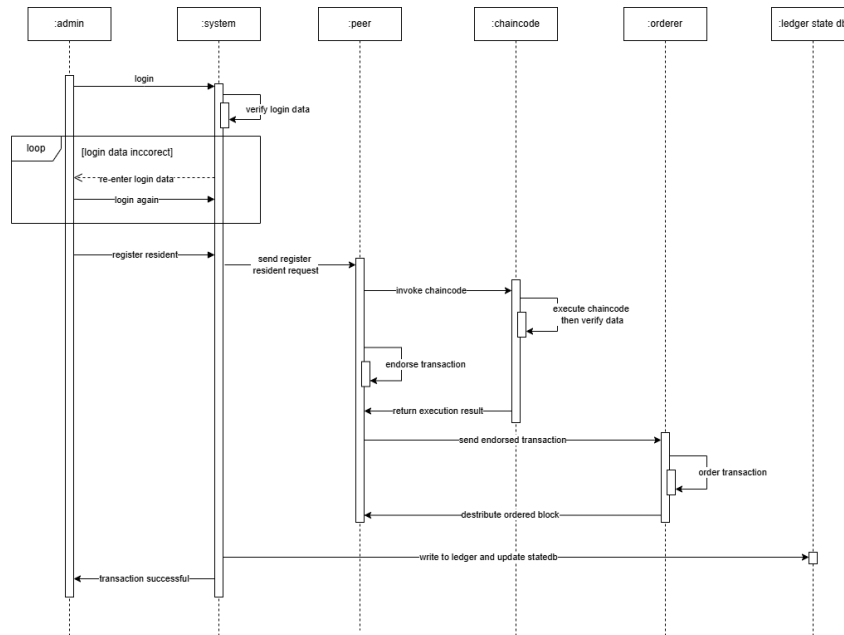 :admin
:system
:peer
:chaincode
:orderer
:ledger state db
login
verify login data
loop
[login data inccorect]
re-enter login data
login again
register resident
send register
resident request
invoke chaincode
execute chaincode
then verify data
endorse transaction
return execution result
send endorsed transaction
order transaction
destribute ordered block
write to ledger and update statedb
transaction successful